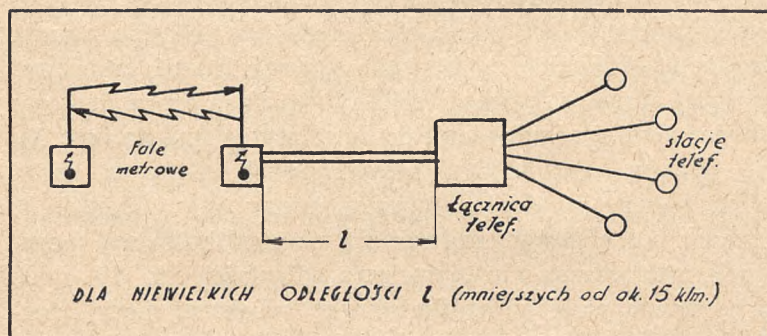 Fale
metrowe
stacje
telef.
Łącznica
telef.
l
DLA NIEWIELKICH ODLEGŁOŚCI l (mniejszych od ok. 15 klm.)